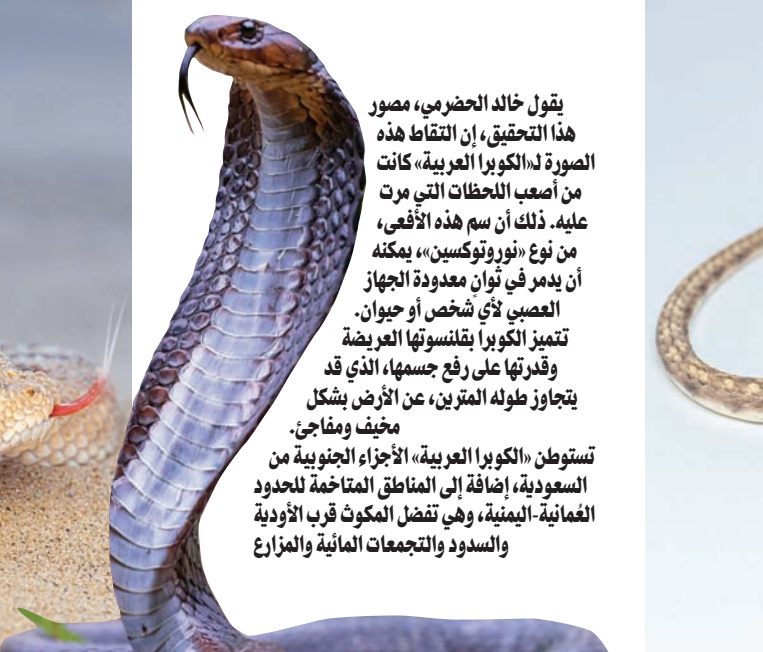 يقول خالد الحضرمي، مصور
هذا التحقيق، إن التقاط هذه
الصورة لـ«الكوبرا العربية» كانت
من أصعب اللحظات التي مرت
عليه. ذلك أن سم هذه الأفعى،
من نوع «نوروتوكسين»، يمكنه
أن يدمر في ثوانٍ معدودة الجهاز
العصبي لأي شخص أو حيوان.
تتميز الكوبرا بقلنسوتها العريضة
وقدرتها على رفع جسمها، الذي قد
يتجاوز طوله المترين، عن الأرض بشكل
مخيف ومفاجئ.
تستوطن «الكوبرا العربية» الأجزاء الجنوبية من
السعودية، إضافة إلى المناطق المتاخمة للحدود
العُمانية-اليمنية، وهي تفضل المكوث قرب الأودية
والسدود والتجمعات المائية والمزارع